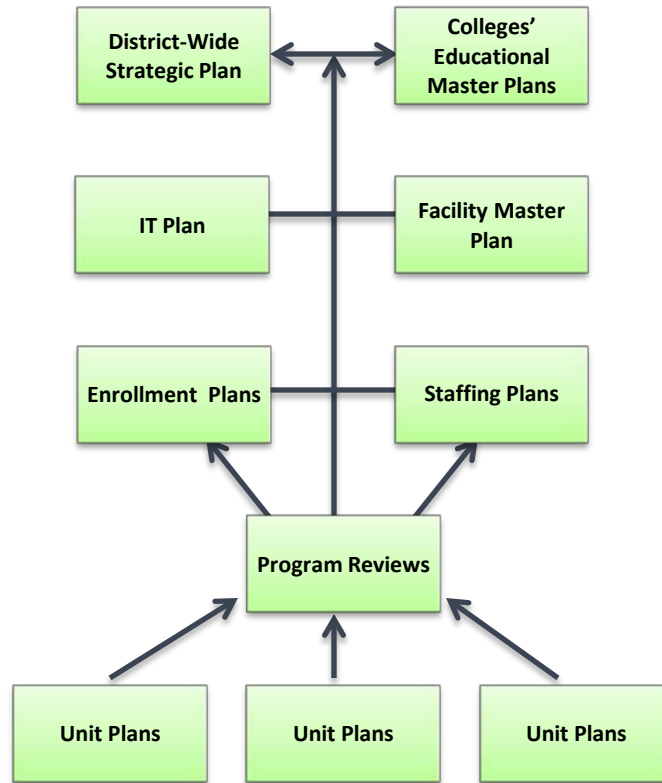 District-Wide
Strategic Plan
Colleges’
Educational
Master Plans
IT Plan
Facility Master
Plan
Enrollment  Plans
Staffing Plans
Program Reviews
Unit Plans
Unit Plans
Unit Plans